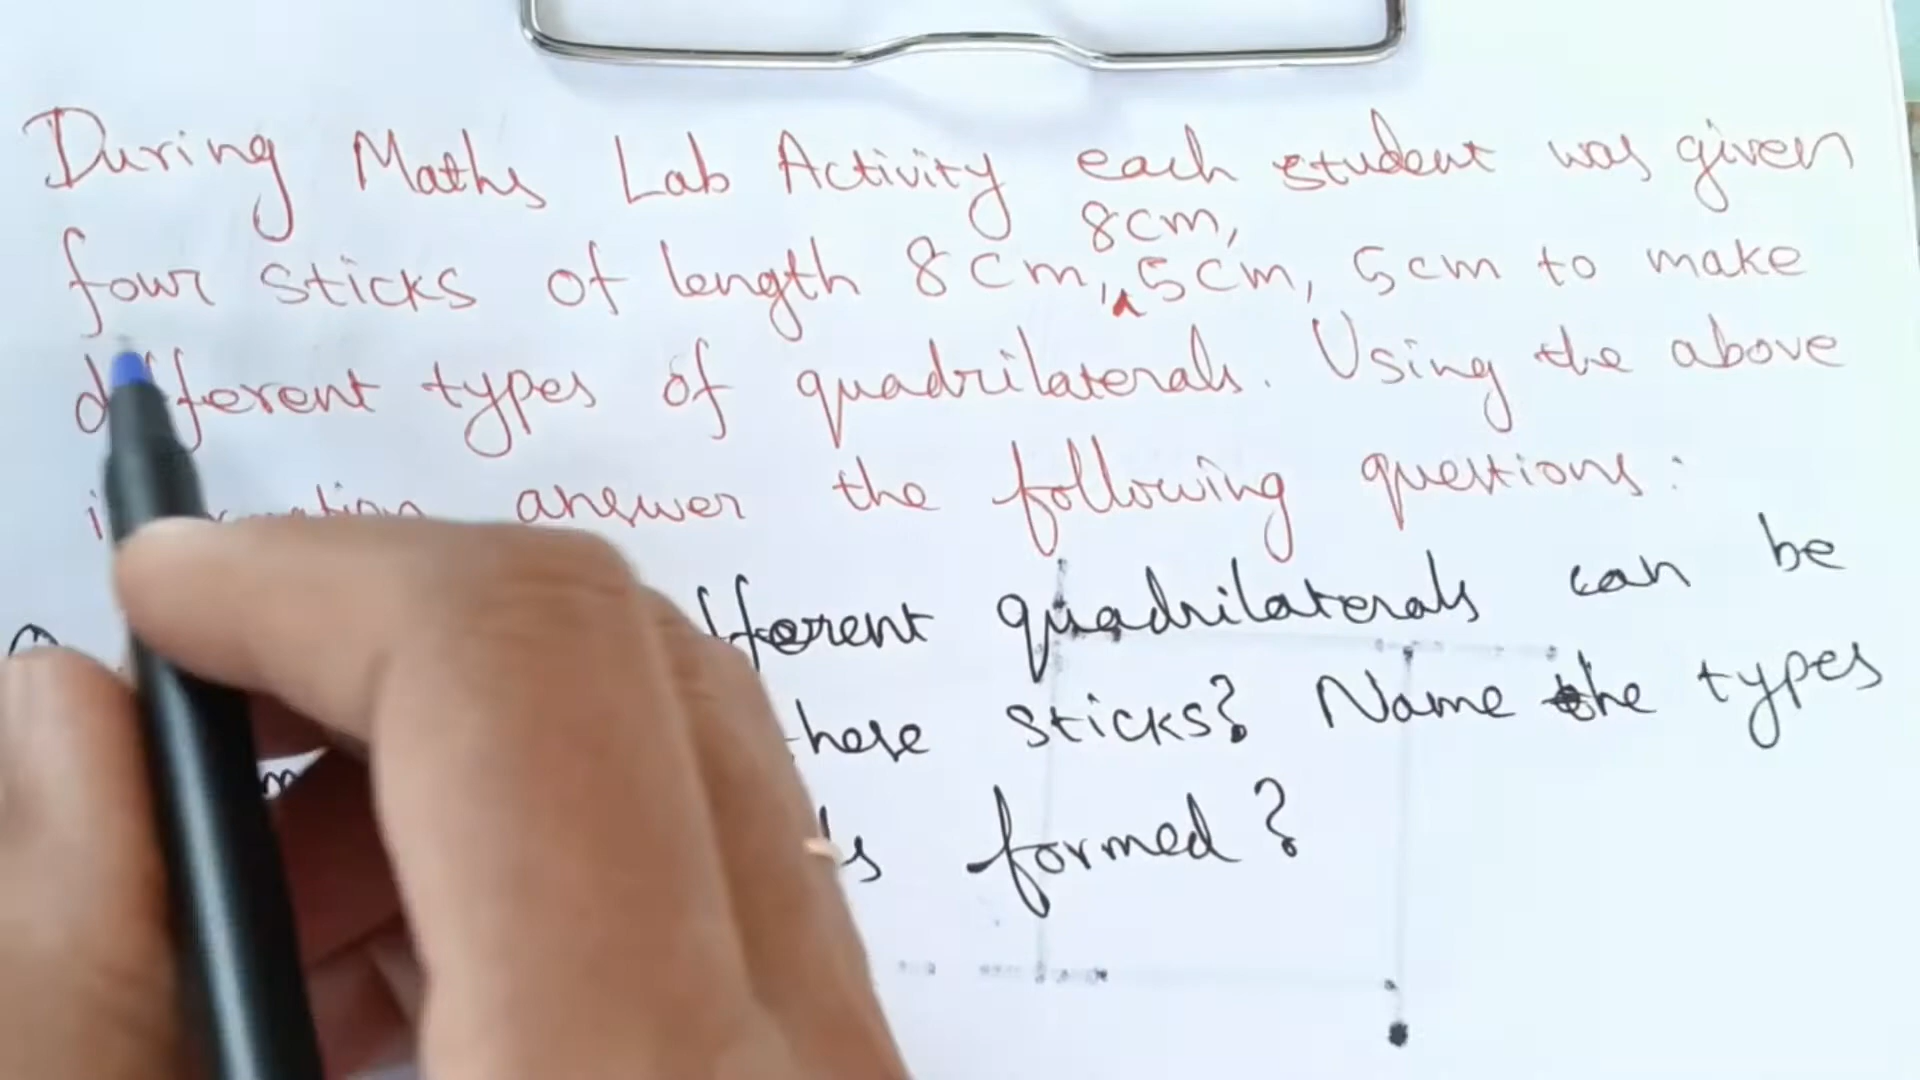 During Maths Lab Activity each student was given
8cm,
four sticks of length 8cm, 5cm, 5cm to make
different types of quadrilaterals. Using the above
answer the following questions:
quadrilaterals can be
sticks? Name the types
formed?